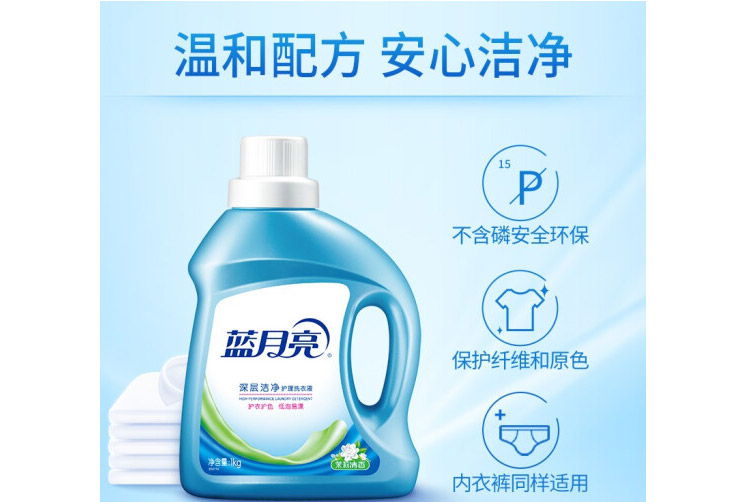 温和配方 安心洁净
15
P
不含磷安全环保
蓝月亮®
深层洁净 护理洗衣液
HIGH PERFORMANCE LAUNDRY DETERGENT
护衣护色 低泡易漂
保护纤维和原色
净含量:1kg
茉莉清香
内衣裤同样适用